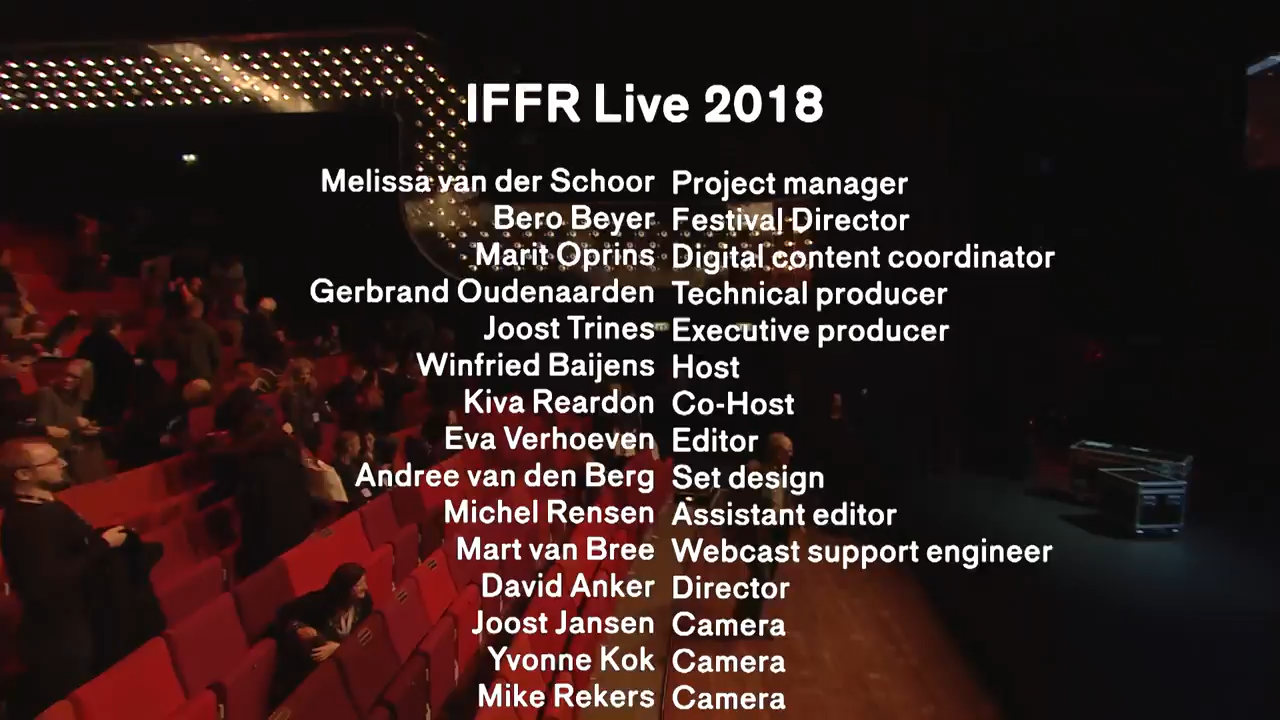 IFFR Live 2018
Melissa van der Schoor Project manager
Bero Beyer Festival Director
Marit Oprins Digital content coordinator
Gerbrand Oudenaarden Technical producer
Joost Trines Executive producer
Winfried Baijens Host
Kiva Reardon Co-Host
Eva Verhoeven Editor
Andree van den Berg Set design
Michel Rensen Assistant editor
Mart van Bree Webcast support engineer
David Anker Director
Joost Jansen Camera
Yvonne Kok Camera
Mike Rekers Camera